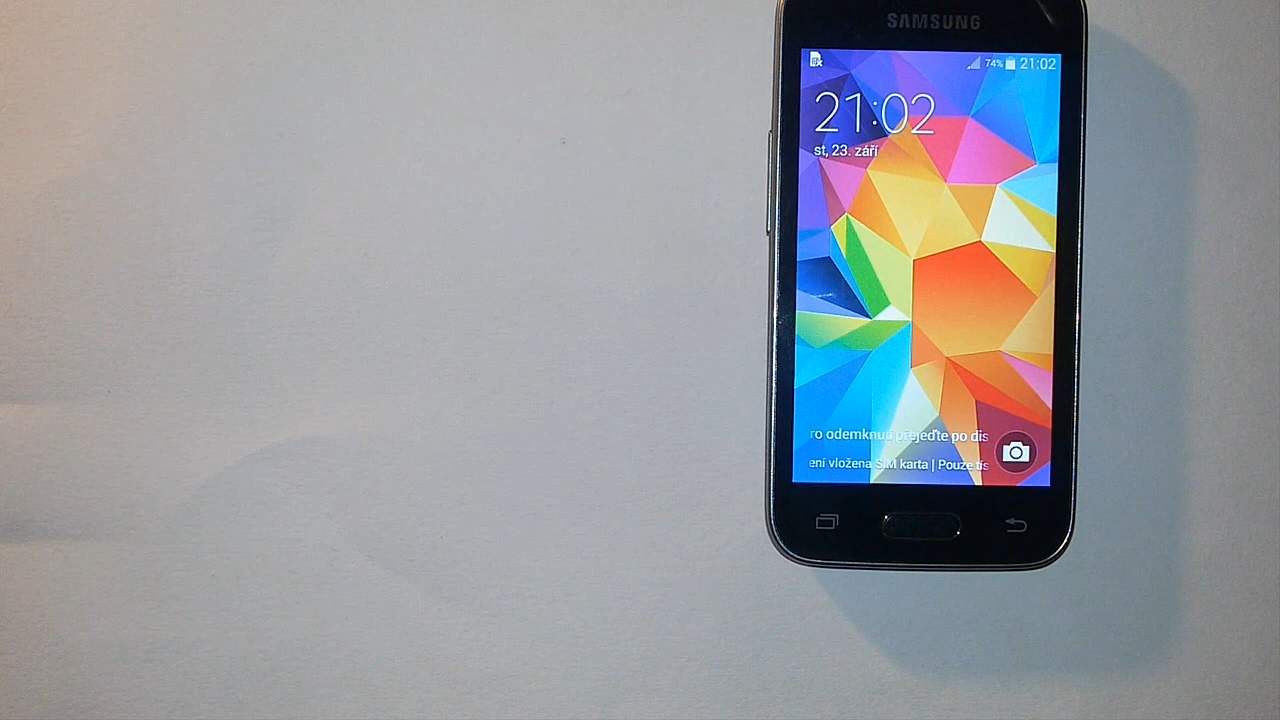 SAMSUNG
74% 21:02
21:02
st, 23. září
ro odemknutí přejeďte po dis
ení vložena SIM karta | Pouze tís